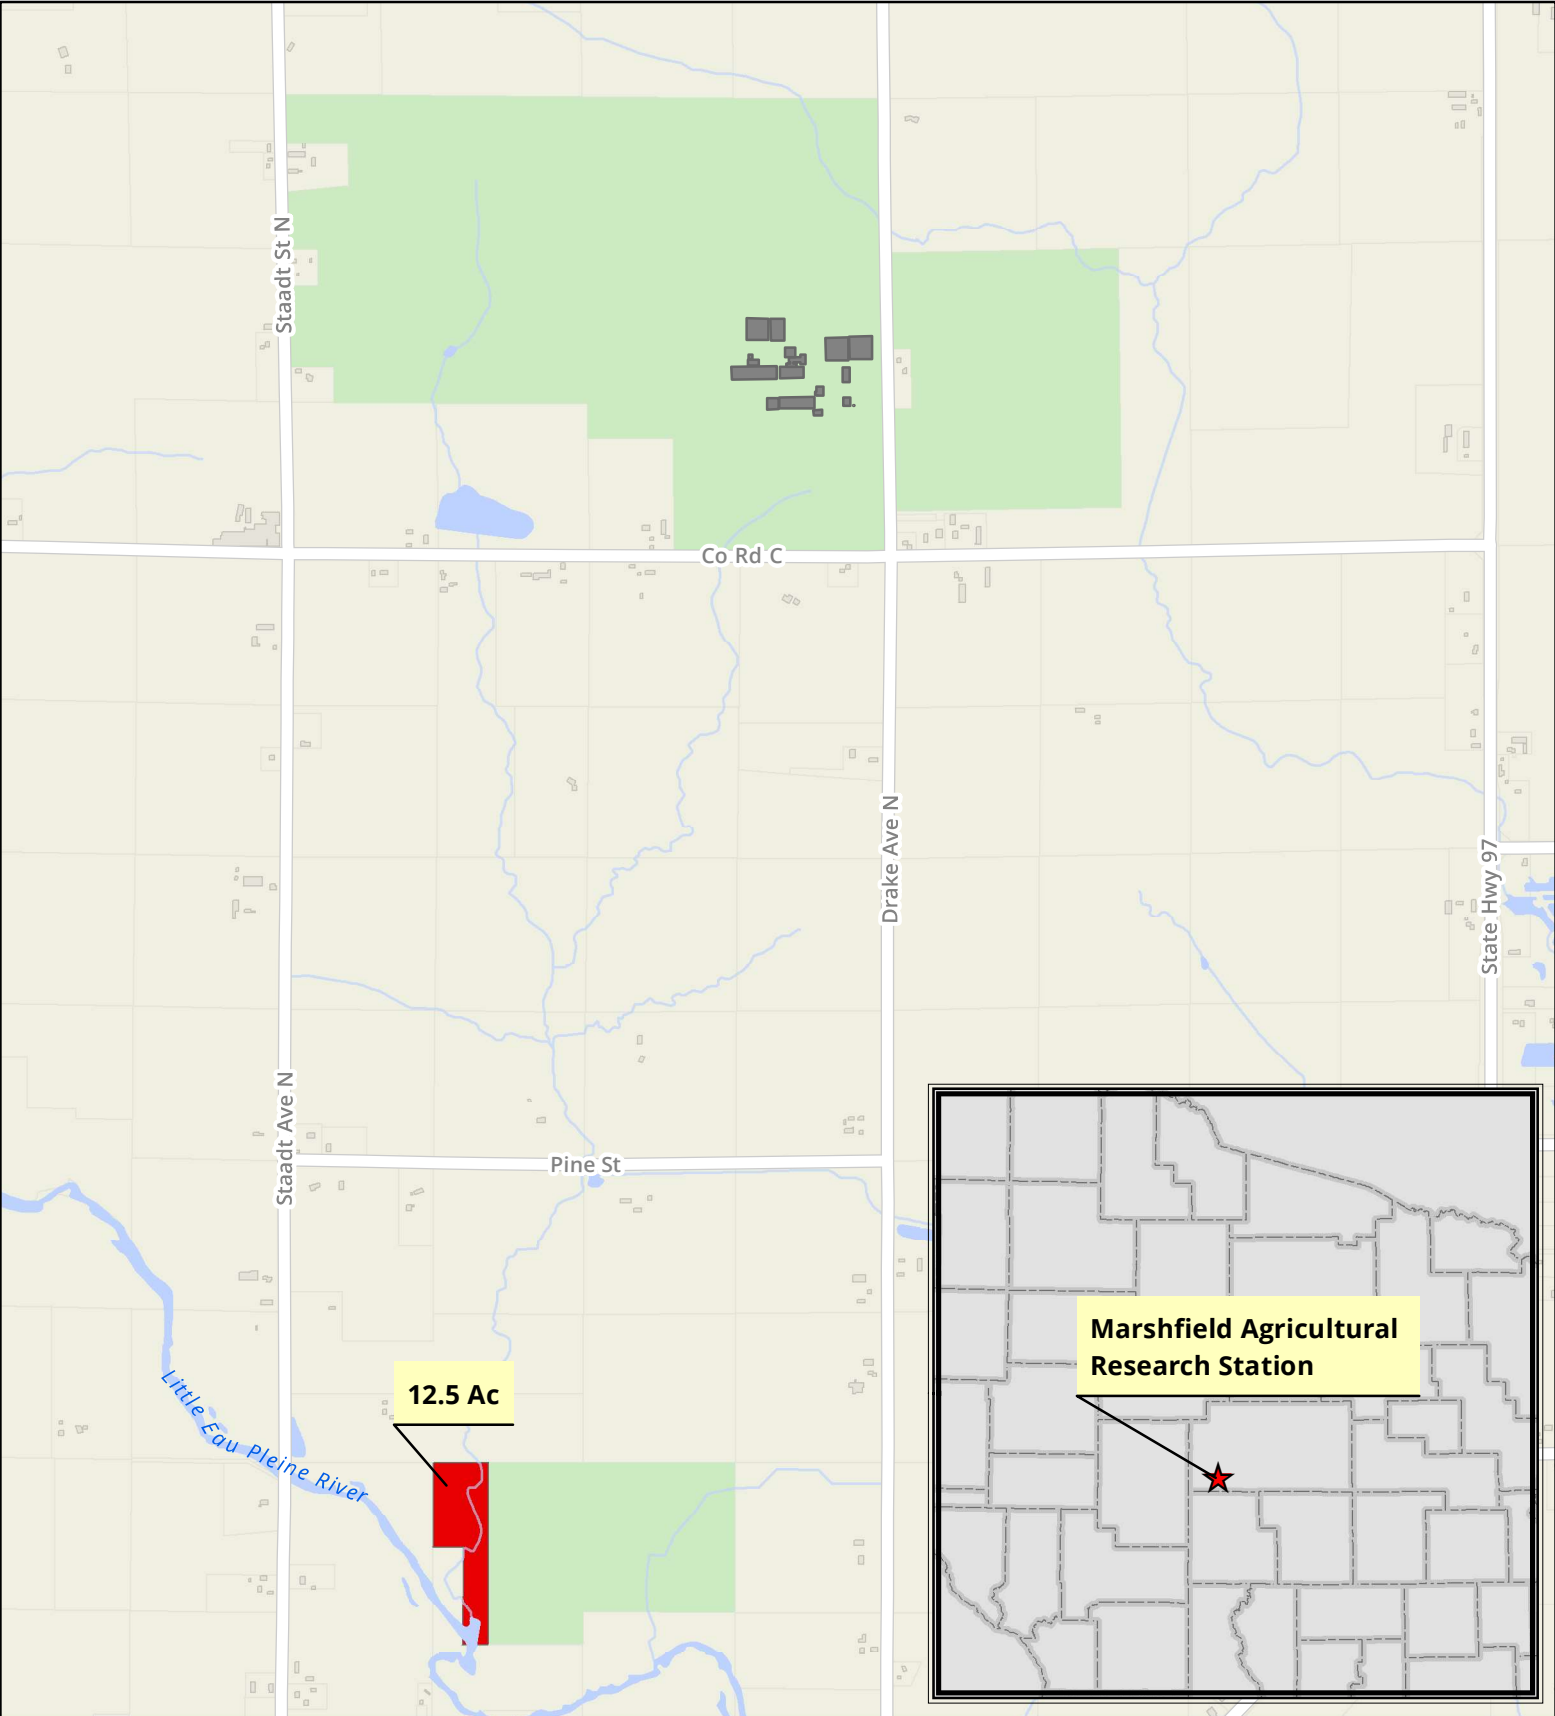 Staadt St N
Co Rd C
Drake Ave N
State Hwy 97
Staadt Ave N
Pine St
Marshfield Agricultural
Research Station
12.5 Ac
Little Eau Pleine River